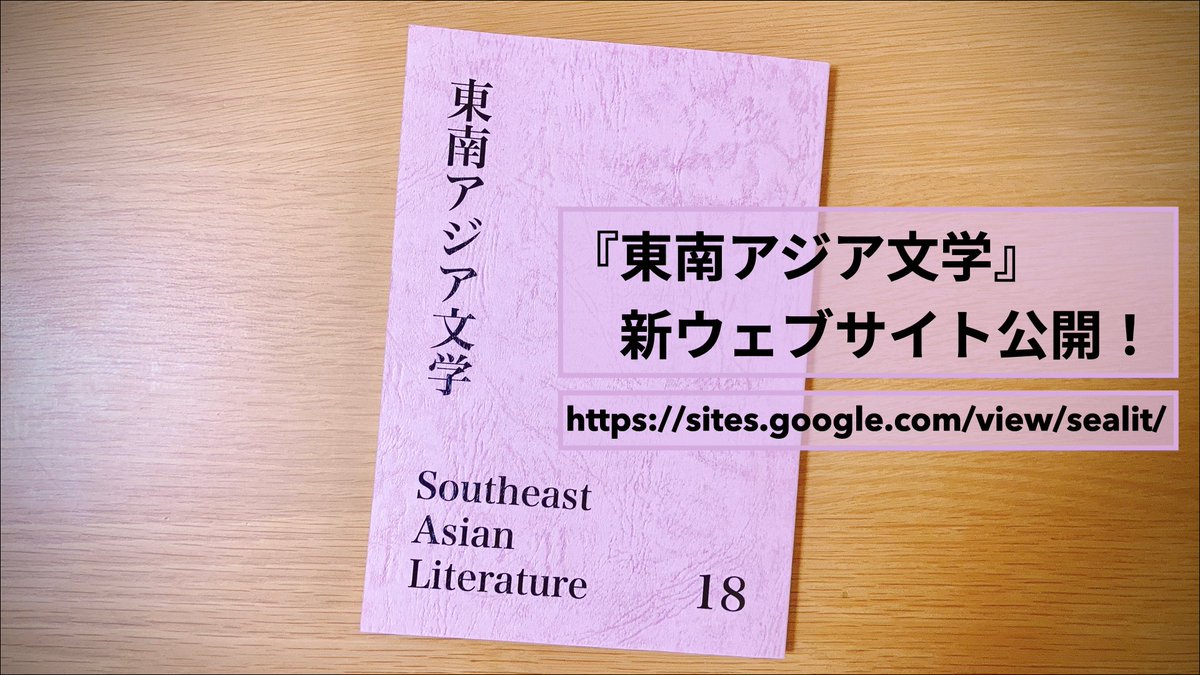 東南アジア文学
Southeast
Asian
Literature
18
『東南アジア文学』
新ウェブサイト公開！
https://sites.google.com/view/sealit/